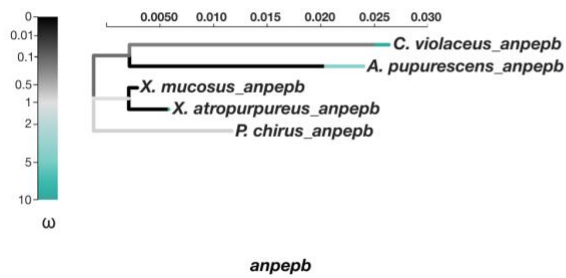 0 0.0050 0.010 0.015 0.020 0.025 0.030
0.01
0.1
0.5
1
2
5
10
ω
C. violaceus_anpepb
A. pupurescens_anpepb
X. mucosus_anpepb
X. atropurpureus_anpepb
P. chirus_anpepb
anpepb